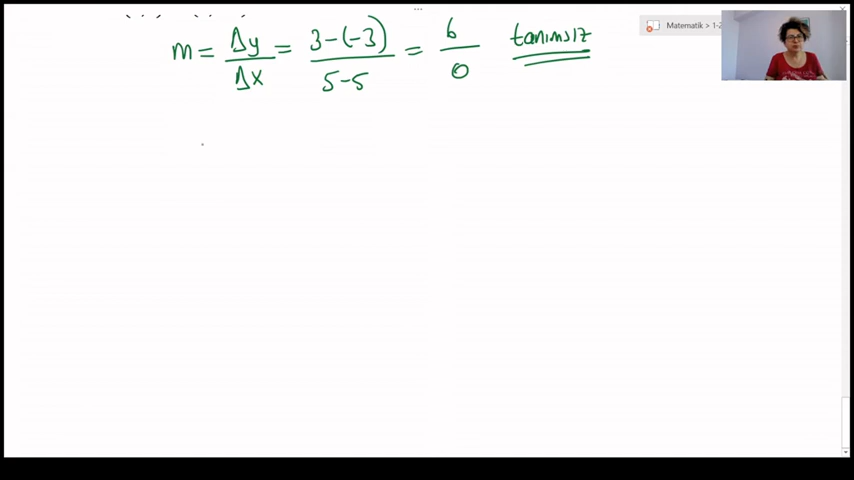 m = Δy/Δx = 3-(-3)/5-5 = 6/0 tanımsız
Matematik > 1-2